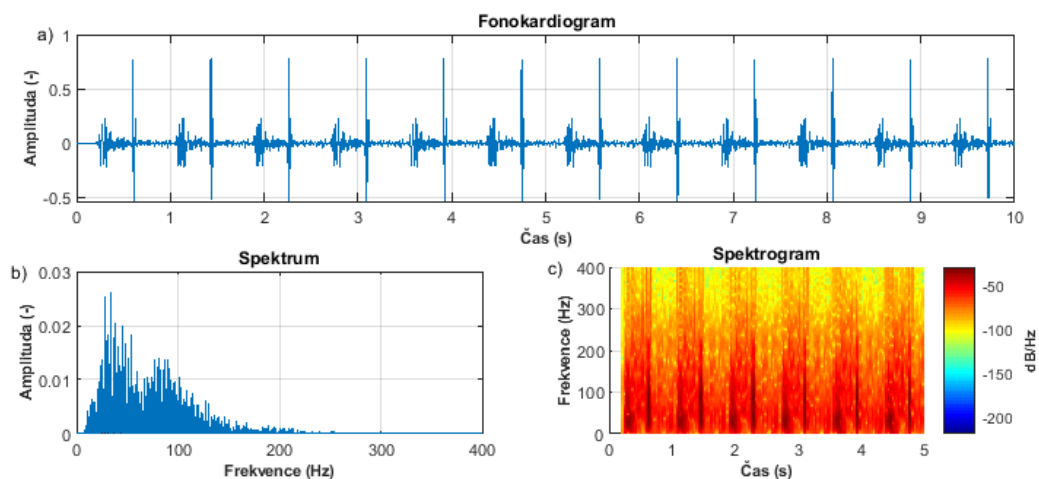 Fonokardiogram
a)
Amplituda (-)
1
0.5
0
-0.5
0 1 2 3 4 5 6 7 8 9 10
Čas (s)
b)
Spektrum
Amplituda (-)
0.03
0.02
0.01
0
0 100 200 300 400
Frekvence (Hz)
c)
Spektrogram
Frekvence (Hz)
400
300
200
100
0
0 1 2 3 4 5
Čas (s)
-50
-100
-150
-200
dB/Hz